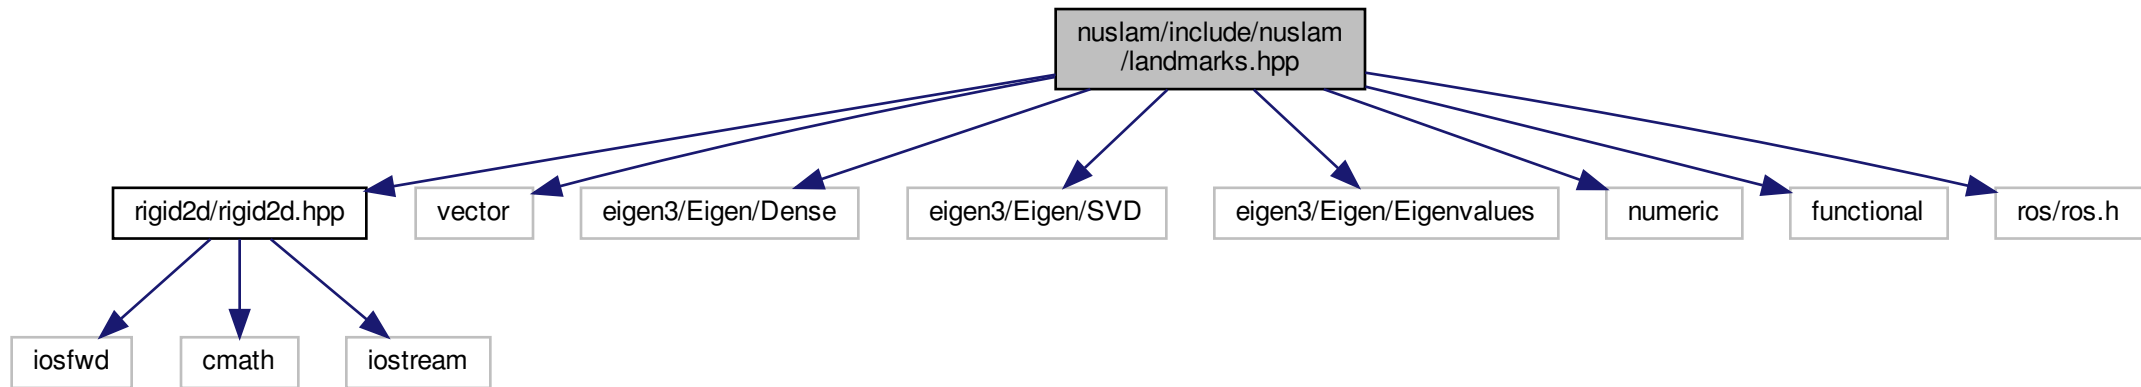 nuslam/include/nuslam
/landmarks.hpp
rigid2d/rigid2d.hpp
vector
eigen3/Eigen/Dense
eigen3/Eigen/SVD
eigen3/Eigen/Eigenvalues
numeric
functional
ros/ros.h
iosfwd
cmath
iostream